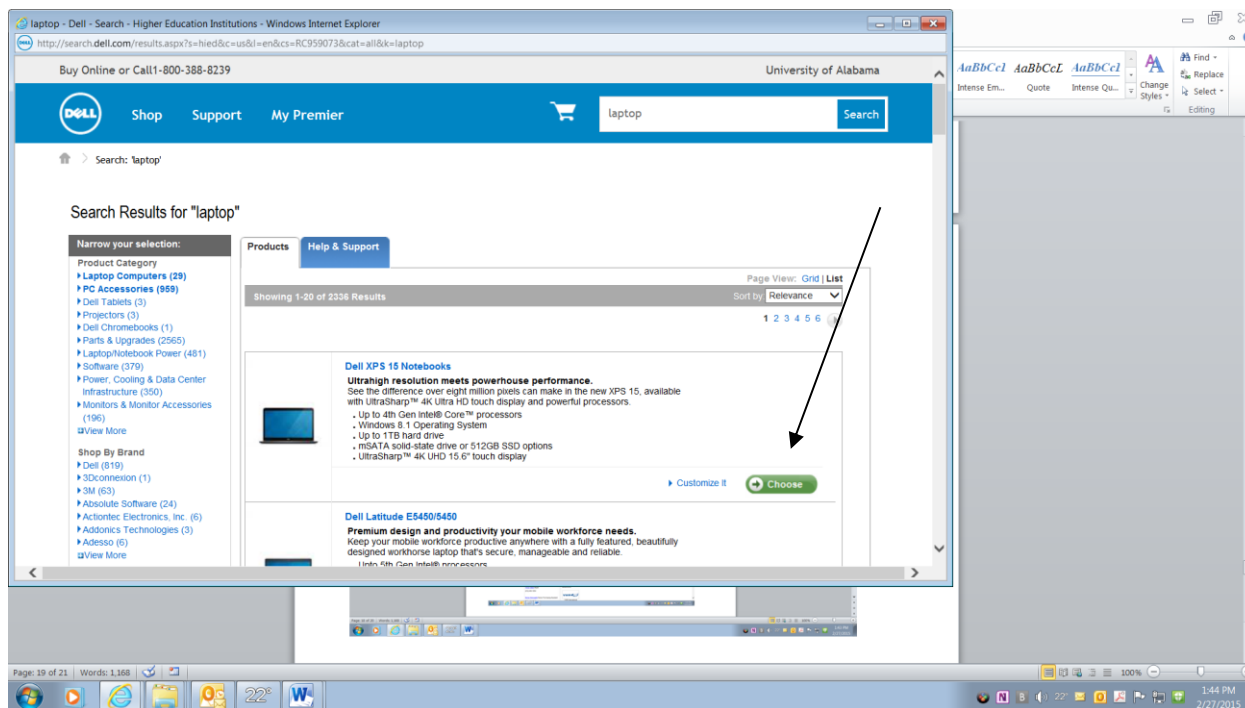 laptop - Dell - Search - Higher Education Institutions - Windows Internet Explorer
http://search.dell.com/results.aspx?s=hied&c=us&l=en&cs=RC959073&cat=all&k=laptop
Buy Online or Call1-800-388-8239
University of Alabama
DELL
Shop Support My Premier
laptop
Search
Search: 'laptop'
Search Results for "laptop"
Narrow your selection:
Product Category
Laptop Computers (29)
PC Accessories (959)
Dell Tablets (3)
Projectors (3)
Dell Chromebooks (1)
Parts & Upgrades (2565)
Laptop/Notebook Power (481)
Software (379)
Power, Cooling & Data Center
Infrastructure (350)
Monitors & Monitor Accessories
(196)
View More
Shop By Brand
Dell (819)
3Dconnexion (1)
3M (63)
Absolute Software (24)
Actiontec Electronics, Inc. (6)
Addonics Technologies (3)
Adesso (6)
View More
Products Help & Support
Page View: Grid | List
Showing 1-20 of 2336 Results
Sort by Relevance
1 2 3 4 5 6
Dell XPS 15 Notebooks
Ultrahigh resolution meets powerhouse performance.
See the difference over eight million pixels can make in the new XPS 15, available
with UltraSharp™ 4K Ultra HD touch display and powerful processors.
. Up to 4th Gen Intel® Core™ processors
. Windows 8.1 Operating System
. Up to 1TB hard drive
. mSATA solid-state drive or 512GB SSD options
. UltraSharp™ 4K UHD 15.6" touch display
Customize It
Choose
Dell Latitude E5450/5450
Premium design and productivity your mobile workforce needs.
Keep your mobile workforce productive anywhere with a fully featured, beautifully
designed workhorse laptop that's secure, manageable and reliable.
Upto 5th Gen Intel® processors
AaBbCcI AaBbCcL AaBbCcI
Intense Em... Quote Intense Qu...
Change
Styles
Find
Replace
Select
Editing
Page: 19 of 21 Words: 1,168
100%
22°
22°
1:44 PM
2/27/2015